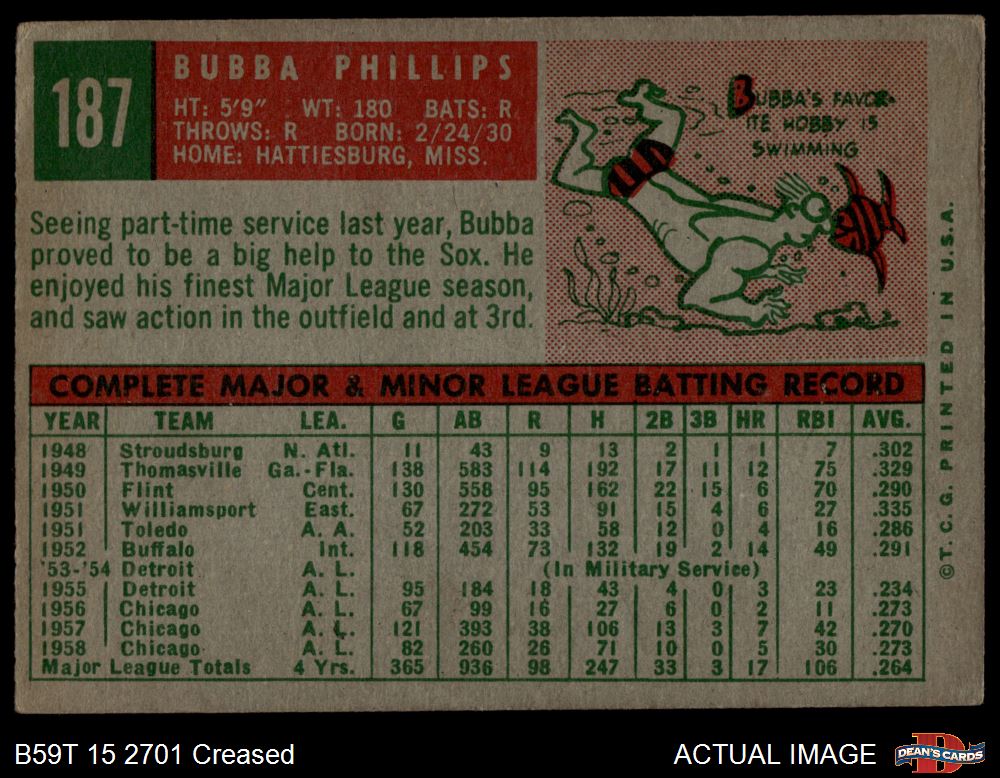 187
BUBBA PHILLIPS
HT: 5'9" WT: 180 BATS: R
THROWS: R BORN: 2/24/30
HOME: HATTIESBURG, MISS.
BUBBA'S FAVOR-
ITE HOBBY IS
SWIMMING
Seeing part-time service last year, Bubba
proved to be a big help to the Sox. He
enjoyed his finest Major League season,
and saw action in the outfield and at 3rd.
COMPLETE MAJOR & MINOR LEAGUE BATTING RECORD
YEAR TEAM LEA. G AB R H 2B 3B HR RBI AVG.
1948 Stroudsburg N. Atl. 11 43 9 13 2 1 1 7 .302
1949 Thomasville Ga.-Fla. 138 583 114 192 17 11 12 75 .329
1950 Flint Cent. 130 558 95 162 22 15 6 70 .290
1951 Williamsport East. 67 272 53 91 15 4 6 27 .335
1951 Toledo A. A. 52 203 33 58 12 0 4 16 .286
1952 Buffalo Int. 118 454 73 132 19 2 14 49 .291
'53-'54 Detroit A. L. (In Military Service)
1955 Detroit A. L. 95 184 18 43 4 0 3 23 .234
1956 Chicago A. L. 67 99 16 27 6 0 2 11 .273
1957 Chicago A. L. 121 393 38 106 13 3 7 42 .270
1958 Chicago A. L. 82 260 26 71 10 0 5 30 .273
Major League Totals 4 Yrs. 365 936 98 247 33 3 17 106 .264
©T.C.G. PRINTED IN U.S.A.
B59T 15 2701 Creased
ACTUAL IMAGE
DEAN'S CARDS